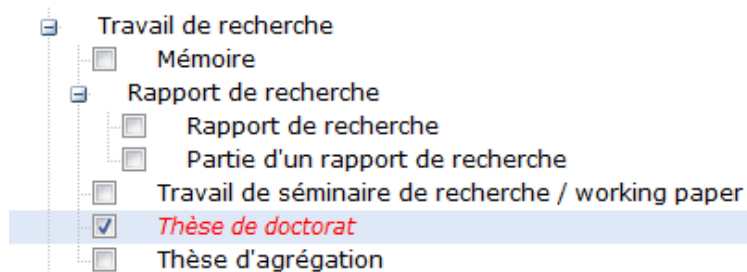 Travail de recherche
Mémoire
Rapport de recherche
Rapport de recherche
Partie d'un rapport de recherche
Travail de séminaire de recherche / working paper
Thèse de doctorat
Thèse d'agrégation